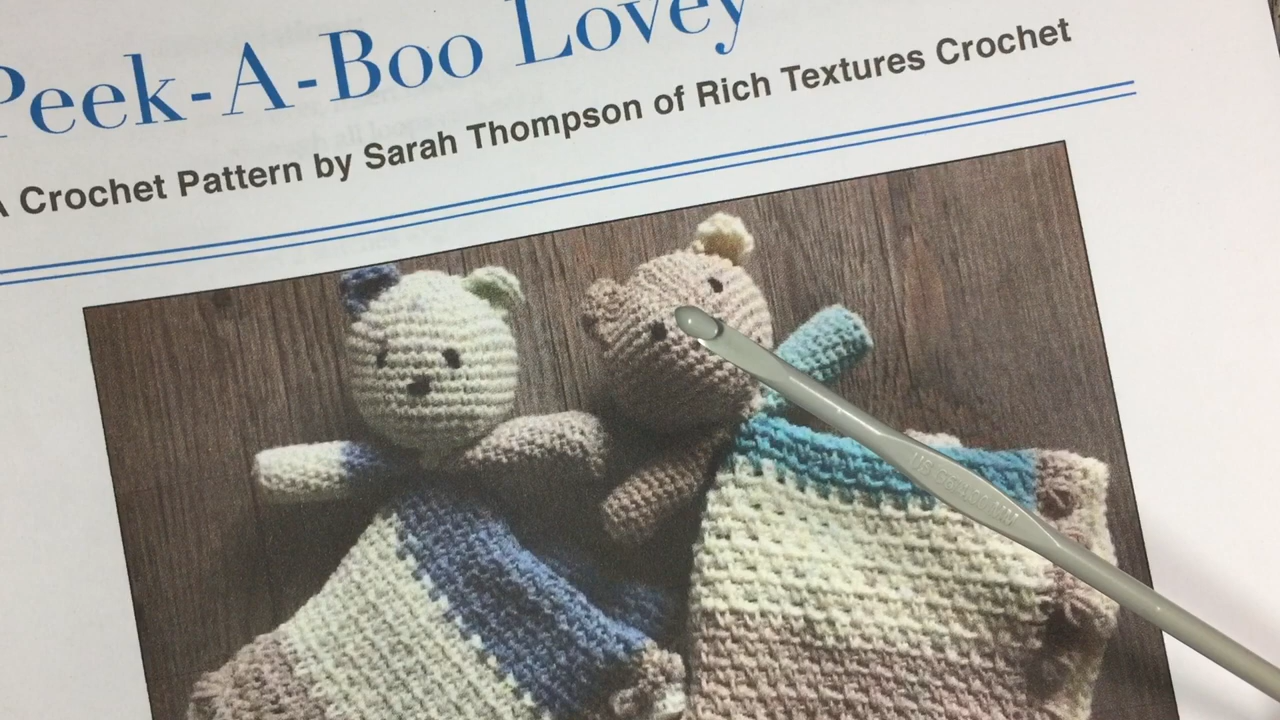 Peek-A-Boo Lovey
A Crochet Pattern by Sarah Thompson of Rich Textures Crochet